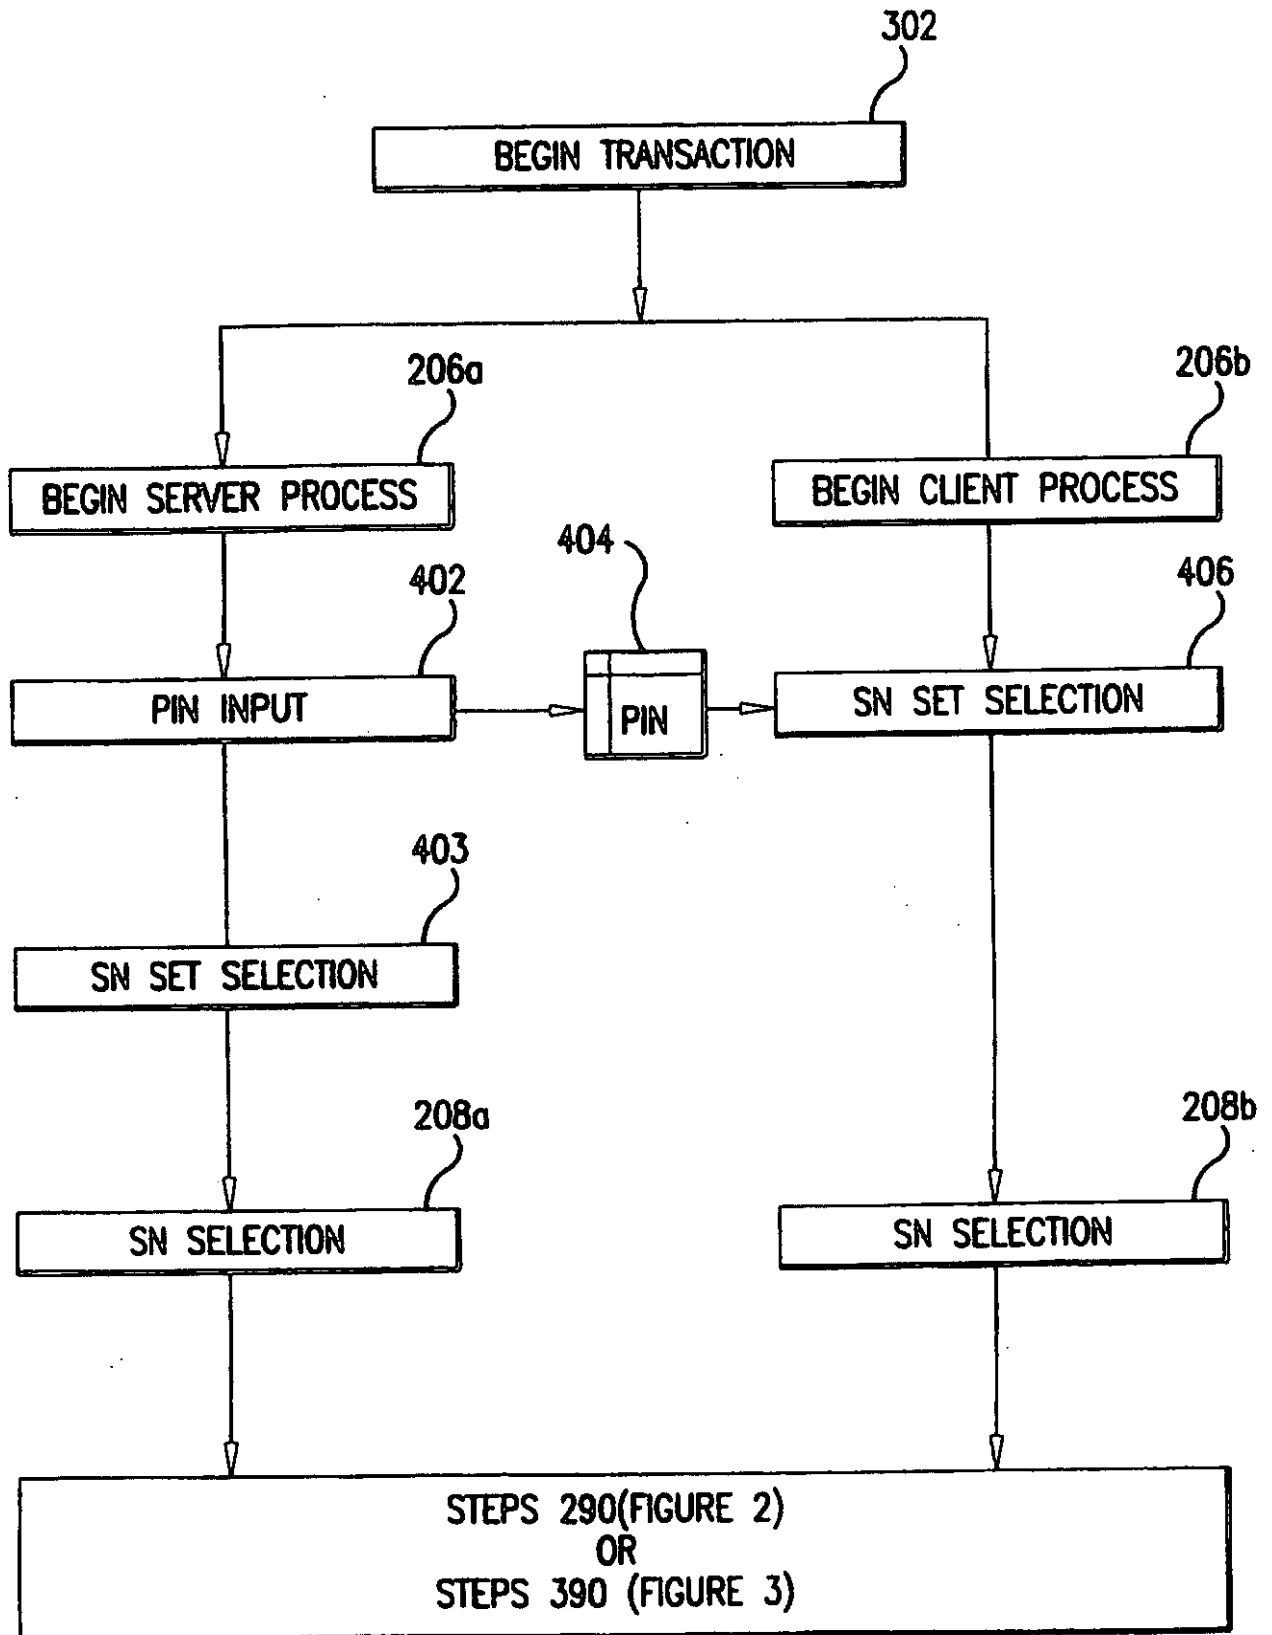 302
BEGIN TRANSACTION
206a
206b
BEGIN SERVER PROCESS
BEGIN CLIENT PROCESS
404
402
406
PIN INPUT
PIN
SN SET SELECTION
403
SN SET SELECTION
208a
208b
SN SELECTION
SN SELECTION
STEPS 290(FIGURE 2)
OR
STEPS 390 (FIGURE 3)